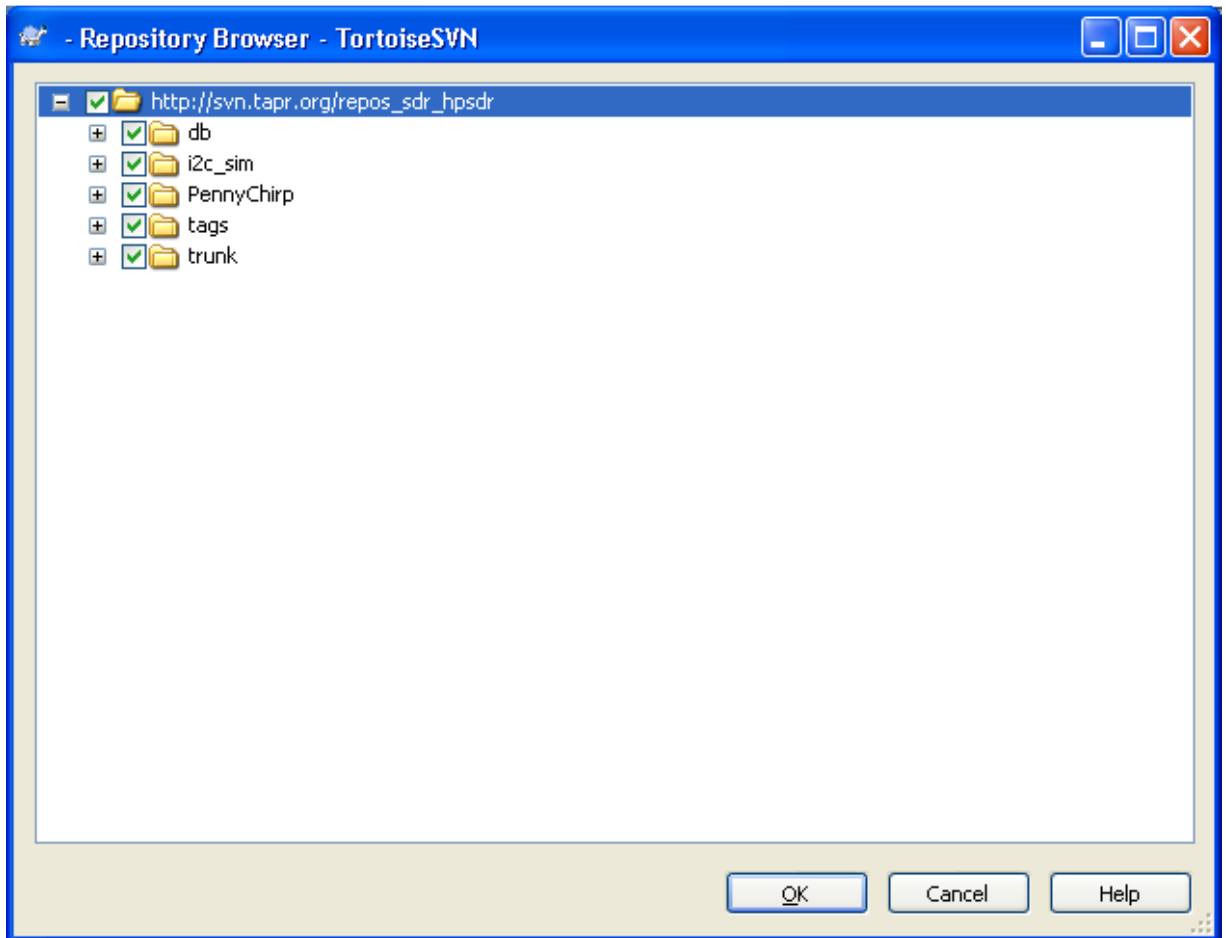 - Repository Browser - TortoiseSVN
http://svn.tapr.org/repos_sdr_hpsdr
db
i2c_sim
PennyChirp
tags
trunk
OK
Cancel
Help